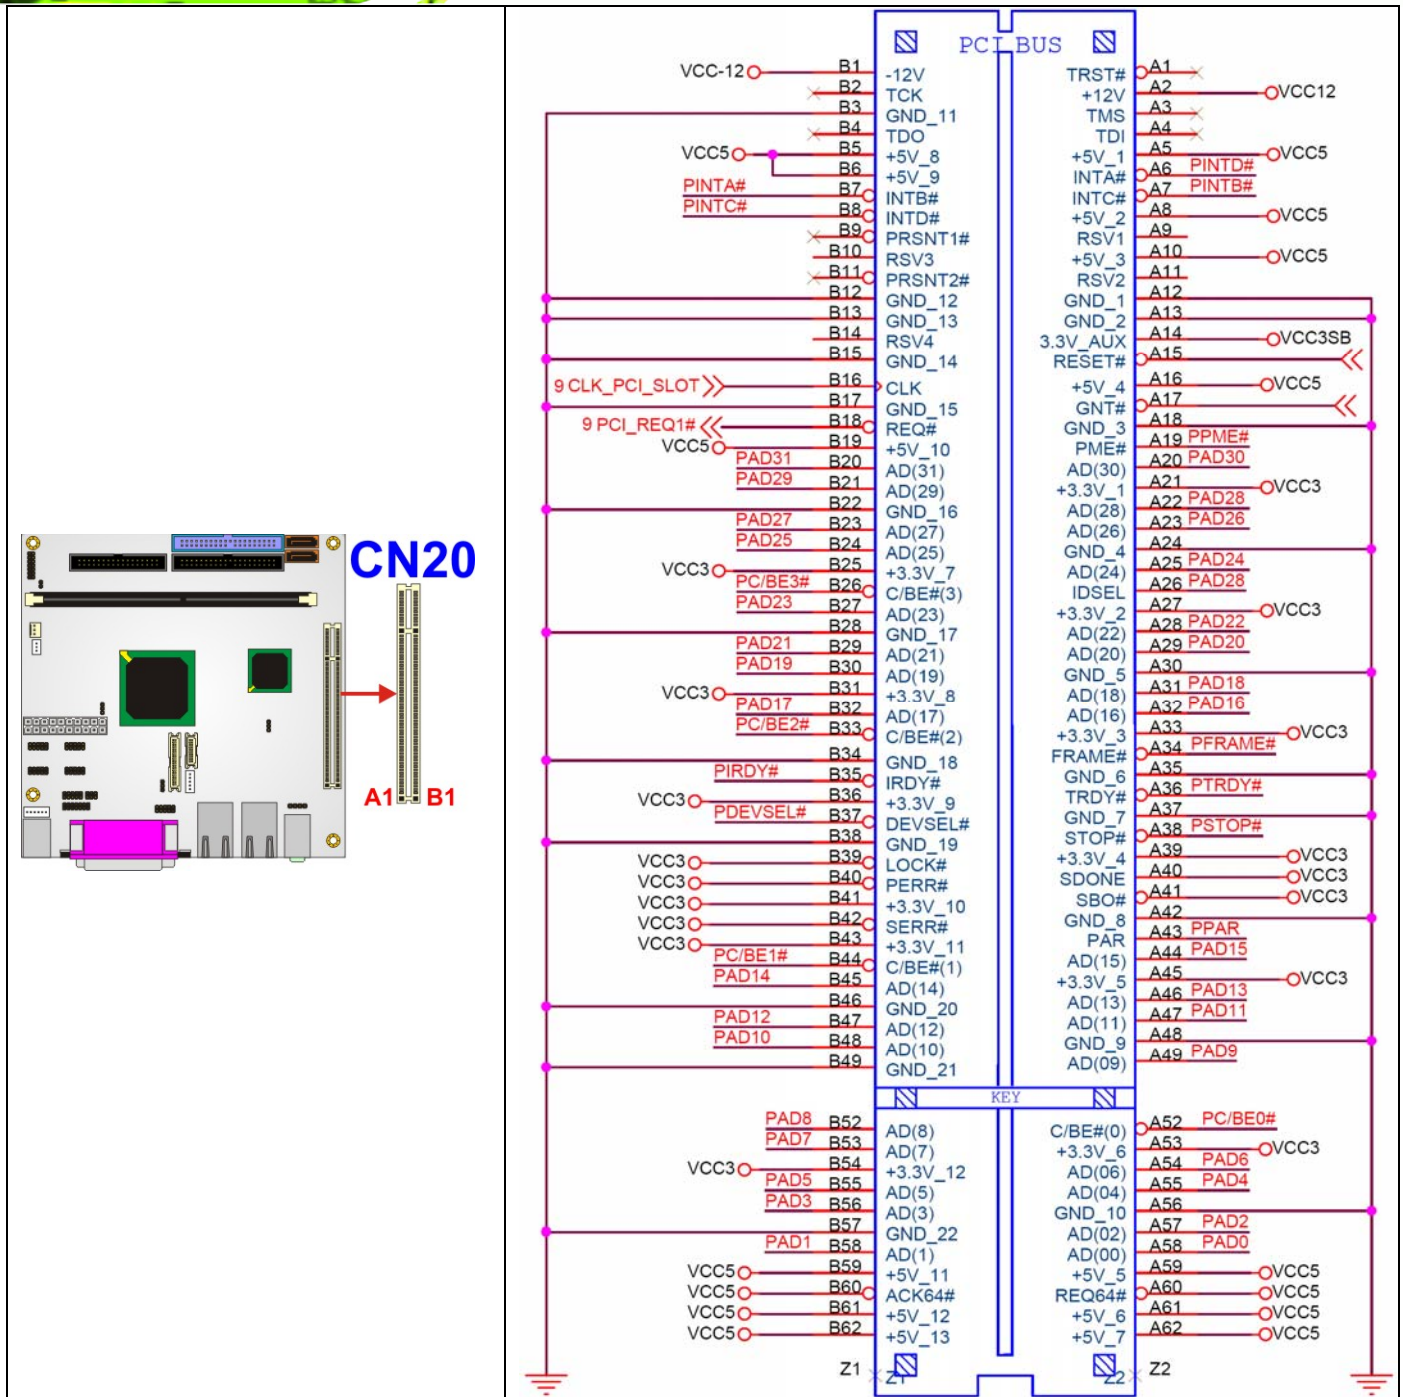 CN20
A1 B1
PCI BUS
VCC-12 B1 -12V TRST# A1
B2 TCK +12V A2 VCC12
B3 GND_11 TMS A3
B4 TDO TDI A4
VCC5 B5 +5V_8 +5V_1 A5 VCC5
B6 +5V_9 INTA# A6 PINTD#
PINTA# B7 INTB# INTC# A7 PINTB#
PINTC# B8 INTD# +5V_2 A8 VCC5
B9 PRSNT1# RSV1 A9
B10 RSV3 +5V_3 A10 VCC5
B11 PRSNT2# RSV2 A11
B12 GND_12 GND_1 A12
B13 GND_13 GND_2 A13
B14 RSV4 3.3V_AUX A14 VCC3SB
B15 GND_14 RESET# A15
9 CLK_PCI_SLOT B16 CLK +5V_4 A16 VCC5
B17 GND_15 GNT# A17
9 PCI_REQ1# B18 REQ# GND_3 A18
VCC5 B19 +5V_10 PME# A19 PPME#
PAD31 B20 AD(31) AD(30) A20 PAD30
PAD29 B21 AD(29) +3.3V_1 A21 VCC3
B22 GND_16 AD(28) A22 PAD28
PAD27 B23 AD(27) AD(26) A23 PAD26
PAD25 B24 AD(25) GND_4 A24
VCC3 B25 +3.3V_7 AD(24) A25 PAD24
PC/BE3# B26 C/BE#(3) IDSEL A26 PAD28
PAD23 B27 AD(23) +3.3V_2 A27 VCC3
B28 GND_17 AD(22) A28 PAD22
PAD21 B29 AD(21) AD(20) A29 PAD20
PAD19 B30 AD(19) GND_5 A30
VCC3 B31 +3.3V_8 AD(18) A31 PAD18
PAD17 B32 AD(17) AD(16) A32 PAD16
PC/BE2# B33 C/BE#(2) +3.3V_3 A33 VCC3
B34 GND_18 FRAME# A34 PFRAME#
PIRDY# B35 IRDY# GND_6 A35
VCC3 B36 +3.3V_9 TRDY# A36 PTRDY#
PDEVSEL# B37 DEVSEL# GND_7 A37
B38 GND_19 STOP# A38 PSTOP#
VCC3 B39 LOCK# +3.3V_4 A39 VCC3
VCC3 B40 PERR# SDONE A40 VCC3
VCC3 B41 +3.3V_10 SBO# A41 VCC3
VCC3 B42 SERR# GND_8 A42
VCC3 B43 +3.3V_11 PAR A43 PPAR
PC/BE1# B44 C/BE#(1) AD(15) A44 PAD15
PAD14 B45 AD(14) +3.3V_5 A45 VCC3
B46 GND_20 AD(13) A46 PAD13
PAD12 B47 AD(12) AD(11) A47 PAD11
PAD10 B48 AD(10) GND_9 A48
B49 GND_21 AD(09) A49 PAD9
KEY
PAD8 B52 AD(8) C/BE#(0) A52 PC/BE0#
PAD7 B53 AD(7) +3.3V_6 A53 VCC3
VCC3 B54 +3.3V_12 AD(06) A54 PAD6
PAD5 B55 AD(5) AD(04) A55 PAD4
PAD3 B56 AD(3) GND_10 A56
B57 GND_22 AD(02) A57 PAD2
PAD1 B58 AD(1) AD(00) A58 PAD0
VCC5 B59 +5V_11 +5V_5 A59 VCC5
VCC5 B60 ACK64# REQ64# A60 VCC5
VCC5 B61 +5V_12 +5V_6 A61 VCC5
VCC5 B62 +5V_13 +5V_7 A62 VCC5
Z1 Z1 Z2 Z2